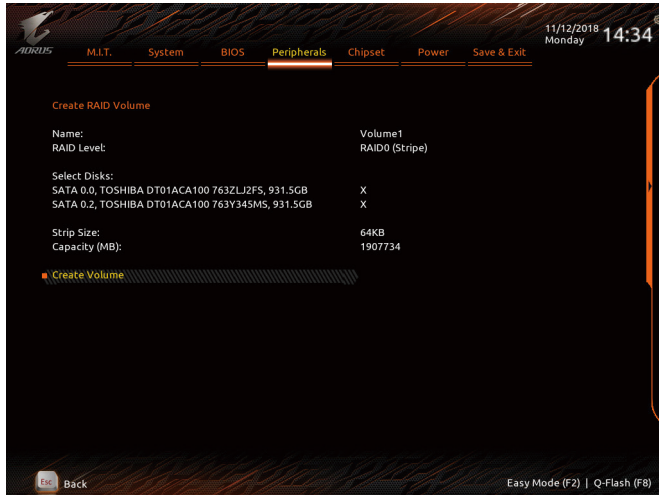 11/12/2018 14:34
Monday
AORUS
M.I.T. System BIOS Peripherals Chipset Power Save & Exit
Create RAID Volume
Name: Volume1
RAID Level: RAID0 (Stripe)
Select Disks:
SATA 0.0, TOSHIBA DT01ACA100 763ZLJ2FS, 931.5GB X
SATA 0.2, TOSHIBA DT01ACA100 763Y345MS, 931.5GB X
Strip Size: 64KB
Capacity (MB): 1907734
Create Volume
Esc Back Easy Mode (F2) | Q-Flash (F8)